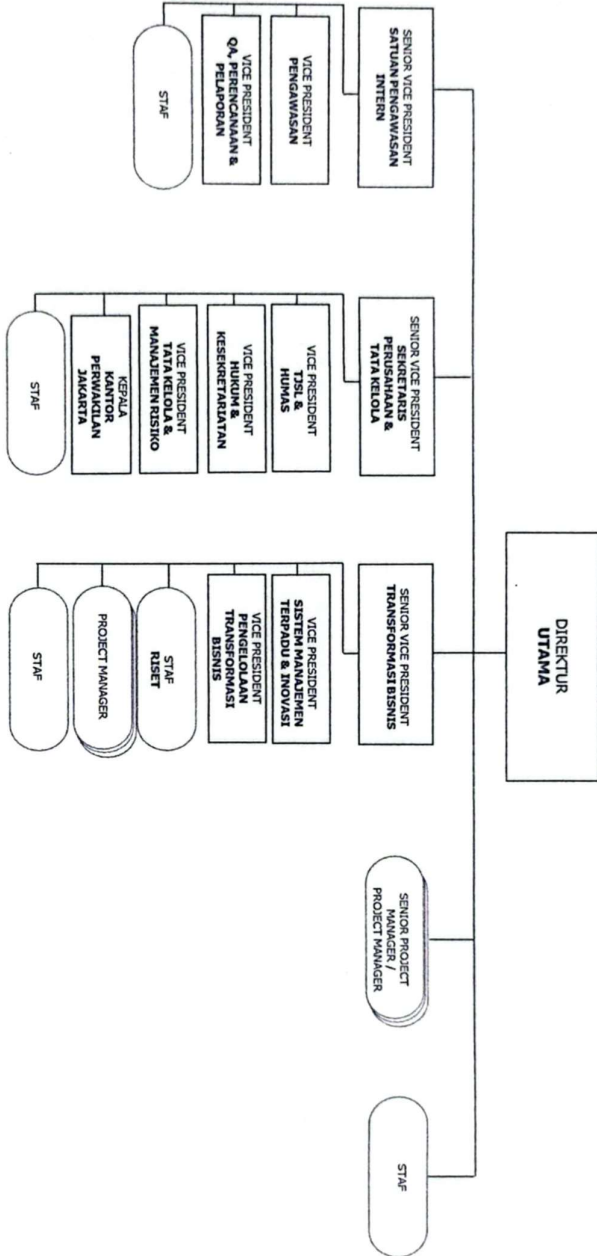 DIREKTUR
UTAMA
SENIOR VICE PRESIDENT
SATUAN PENGAWASAN
INTERN
VICE PRESIDENT
PENGAWASAN
VICE PRESIDENT
QA, PERENCANAAN &
PELAPORAN
STAF
SENIOR VICE PRESIDENT
SEKRETARIS
PERUSAHAAN &
TATA KELOLA
VICE PRESIDENT
TJSL &
HUMAS
VICE PRESIDENT
HUKUM &
KESEKRETARIATAN
VICE PRESIDENT
TATA KELOLA &
MANAJEMEN RISIKO
KEPALA
KANTOR
PERWAKILAN
JAKARTA
STAF
SENIOR VICE PRESIDENT
TRANSFORMASI BISNIS
VICE PRESIDENT
SISTEM MANAJEMEN
TERPADU & INOVASI
VICE PRESIDENT
PENGELOLAAN
TRANSFORMASI
BISNIS
STAF
RISET
PROJECT MANAGER
STAF
SENIOR PROJECT
MANAGER /
PROJECT MANAGER
STAF